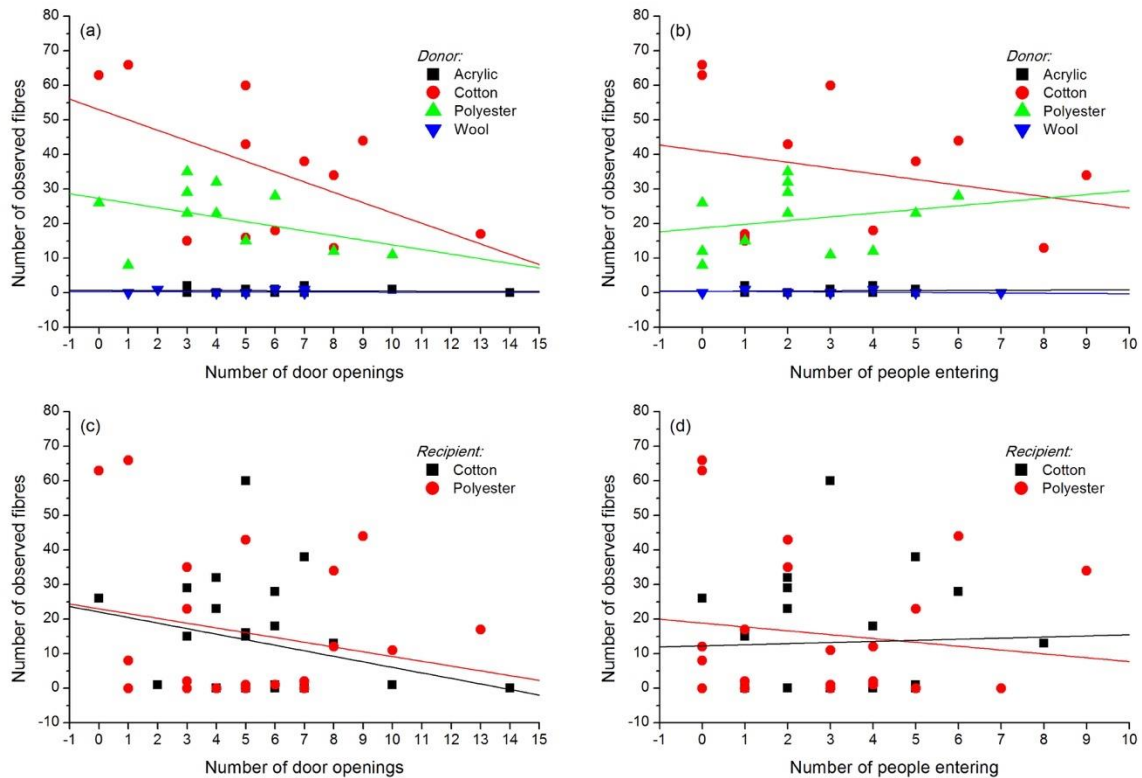 (a)
Donor:
Acrylic
Cotton
Polyester
Wool
80
70
60
50
40
30
20
10
0
-10
-1 0 1 2 3 4 5 6 7 8 9 10 11 12 13 14 15
Number of observed fibres
Number of door openings
(b)
Donor:
Acrylic
Cotton
Polyester
Wool
80
70
60
50
40
30
20
10
0
-10
-1 0 1 2 3 4 5 6 7 8 9 10
Number of observed fibres
Number of people entering
(c)
Recipient:
Cotton
Polyester
80
70
60
50
40
30
20
10
0
-10
-1 0 1 2 3 4 5 6 7 8 9 10 11 12 13 14 15
Number of observed fibres
Number of door openings
(d)
Recipient:
Cotton
Polyester
80
70
60
50
40
30
20
10
0
-10
-1 0 1 2 3 4 5 6 7 8 9 10
Number of observed fibres
Number of people entering